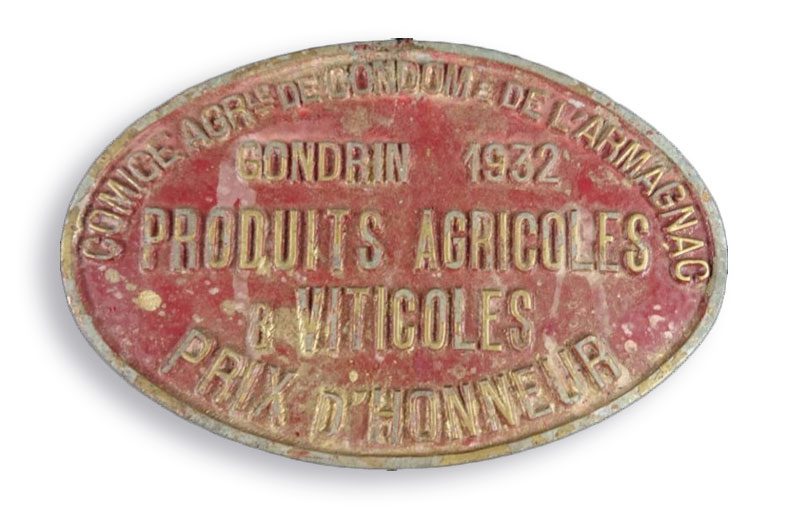 COMICE AGR^LE DE CONDOM & DE L'ARMAGNAC
GONDRIN 1932
PRODUITS AGRICOLES
& VITICOLES
PRIX D'HONNEUR